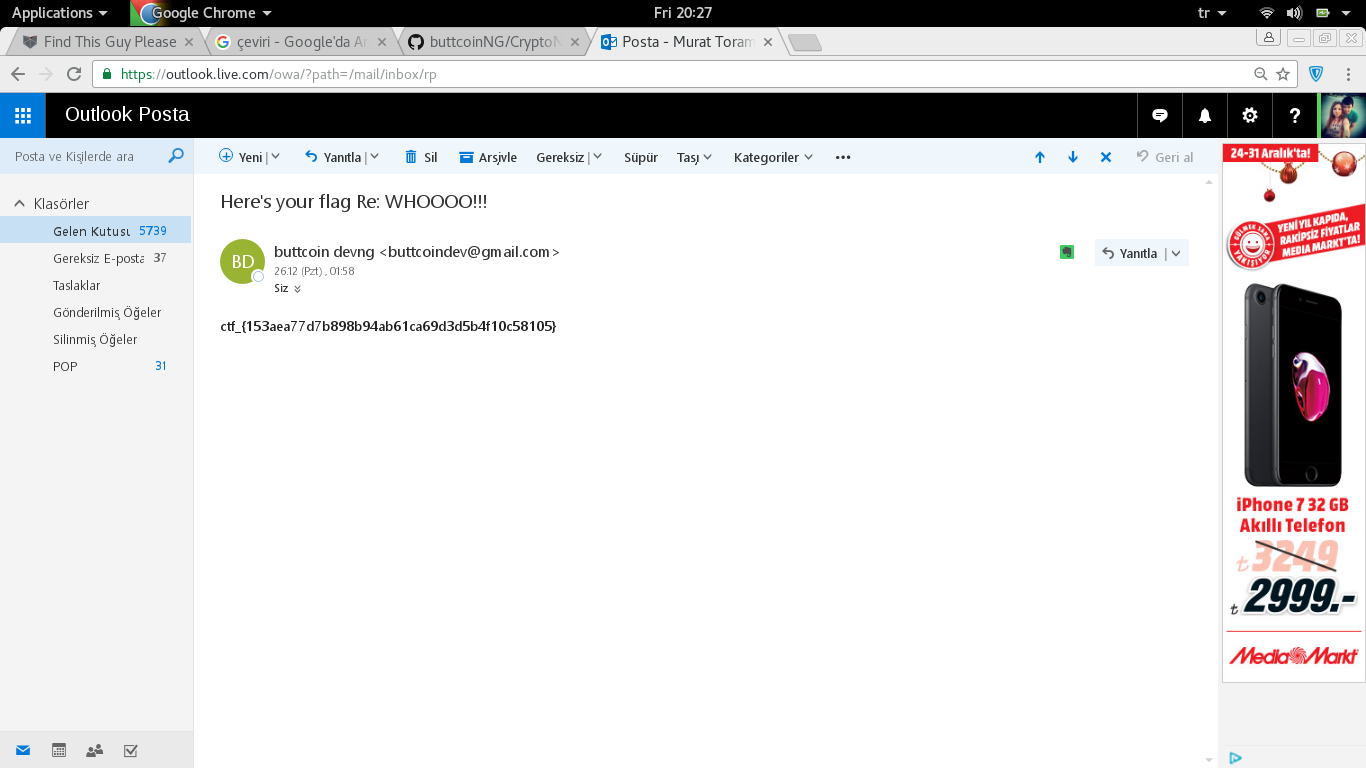 Applications Google Chrome Fri 20:27 tr
Find This Guy Please çeviri - Google'da Ar buttcoinNG/CryptoN Posta - Murat Toram
https://outlook.live.com/owa/?path=/mail/inbox/rp
Outlook Posta ?
Posta ve Kişilerde ara
Yeni Yanıtla Sil Arşivle Gereksiz Süpür Taşı Kategoriler Geri al
Klasörler
Gelen Kutusu 5739
Gereksiz E-posta 37
Taslaklar
Gönderilmiş Öğeler
Silinmiş Öğeler
POP 31
Here's your flag Re: WHOOOO!!!
BD
buttcoin devng <buttcoindev@gmail.com>
26.12 (Pzt), 01:58
Siz
Yanıtla
ctf_{153aea77d7b898b94ab61ca69d3d5b4f10c58105}
24-31 Aralık'ta!
GÜLMEK SANA YAKIŞIYOR
YENİ YIL KAPIDA,
RAKİPSİZ FİYATLAR
MEDIA MARKT'TA!
iPhone 7 32 GB
Akıllı Telefon
₺3249
₺2999.-
Media Markt